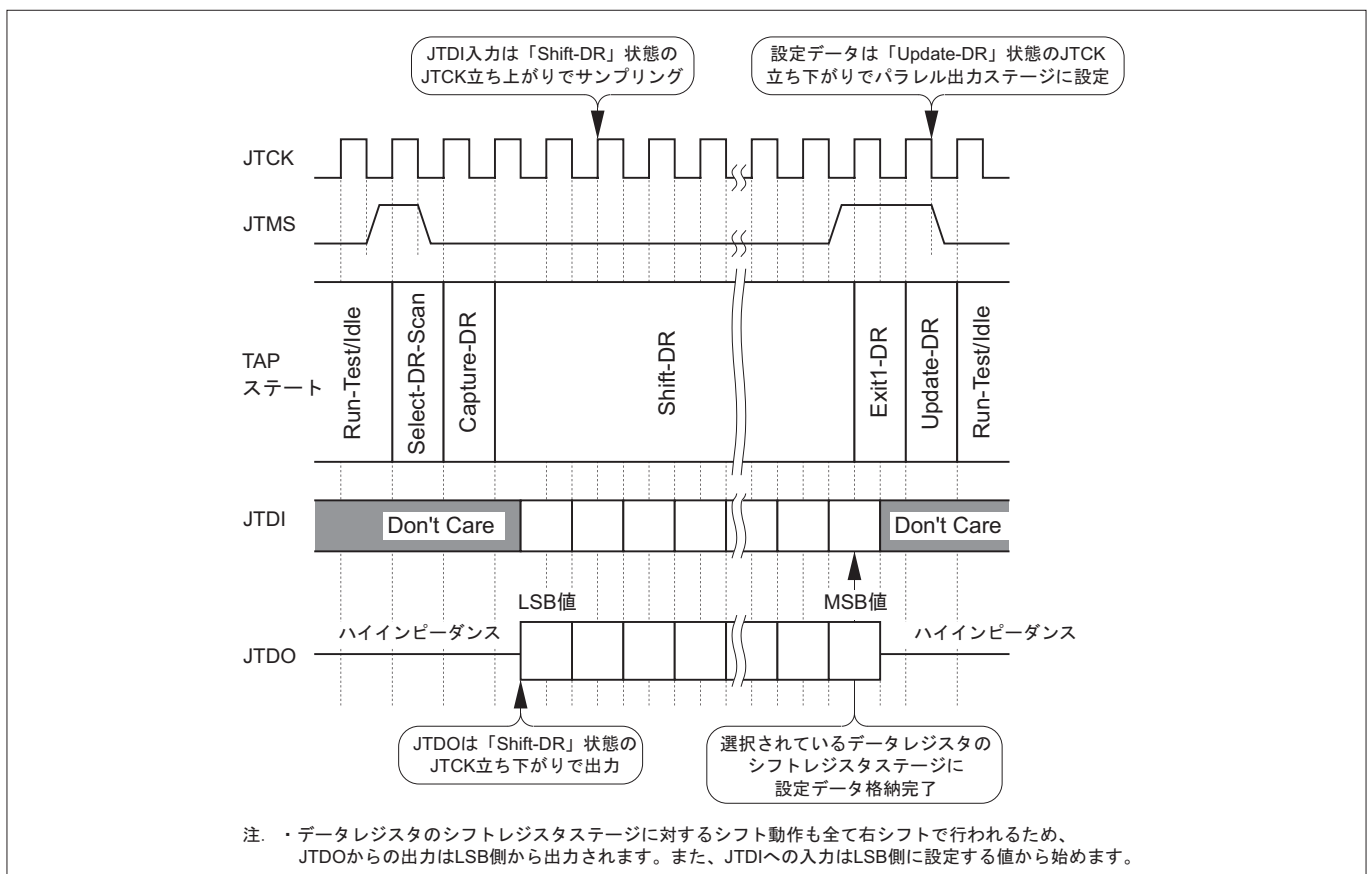 JTDI入力は「Shift-DR」状態の
JTCK立ち上がりでサンプリング
設定データは「Update-DR」状態のJTCK
立ち下がりでパラレル出力ステージに設定
JTCK
JTMS
TAP
ステート
Run-Test/Idle
Select-DR-Scan
Capture-DR
Shift-DR
Exit1-DR
Update-DR
Run-Test/Idle
JTDI
Don't Care
Don't Care
LSB値
MSB値
ハイインピーダンス
ハイインピーダンス
JTDO
JTDOは「Shift-DR」状態の
JTCK立ち下がりで出力
選択されているデータレジスタの
シフトレジスタステージに
設定データ格納完了
注. ・データレジスタのシフトレジスタステージに対するシフト動作も全て右シフトで行われるため、
JTDOからの出力はLSB側から出力されます。また、JTDIへの入力はLSB側に設定する値から始めます。